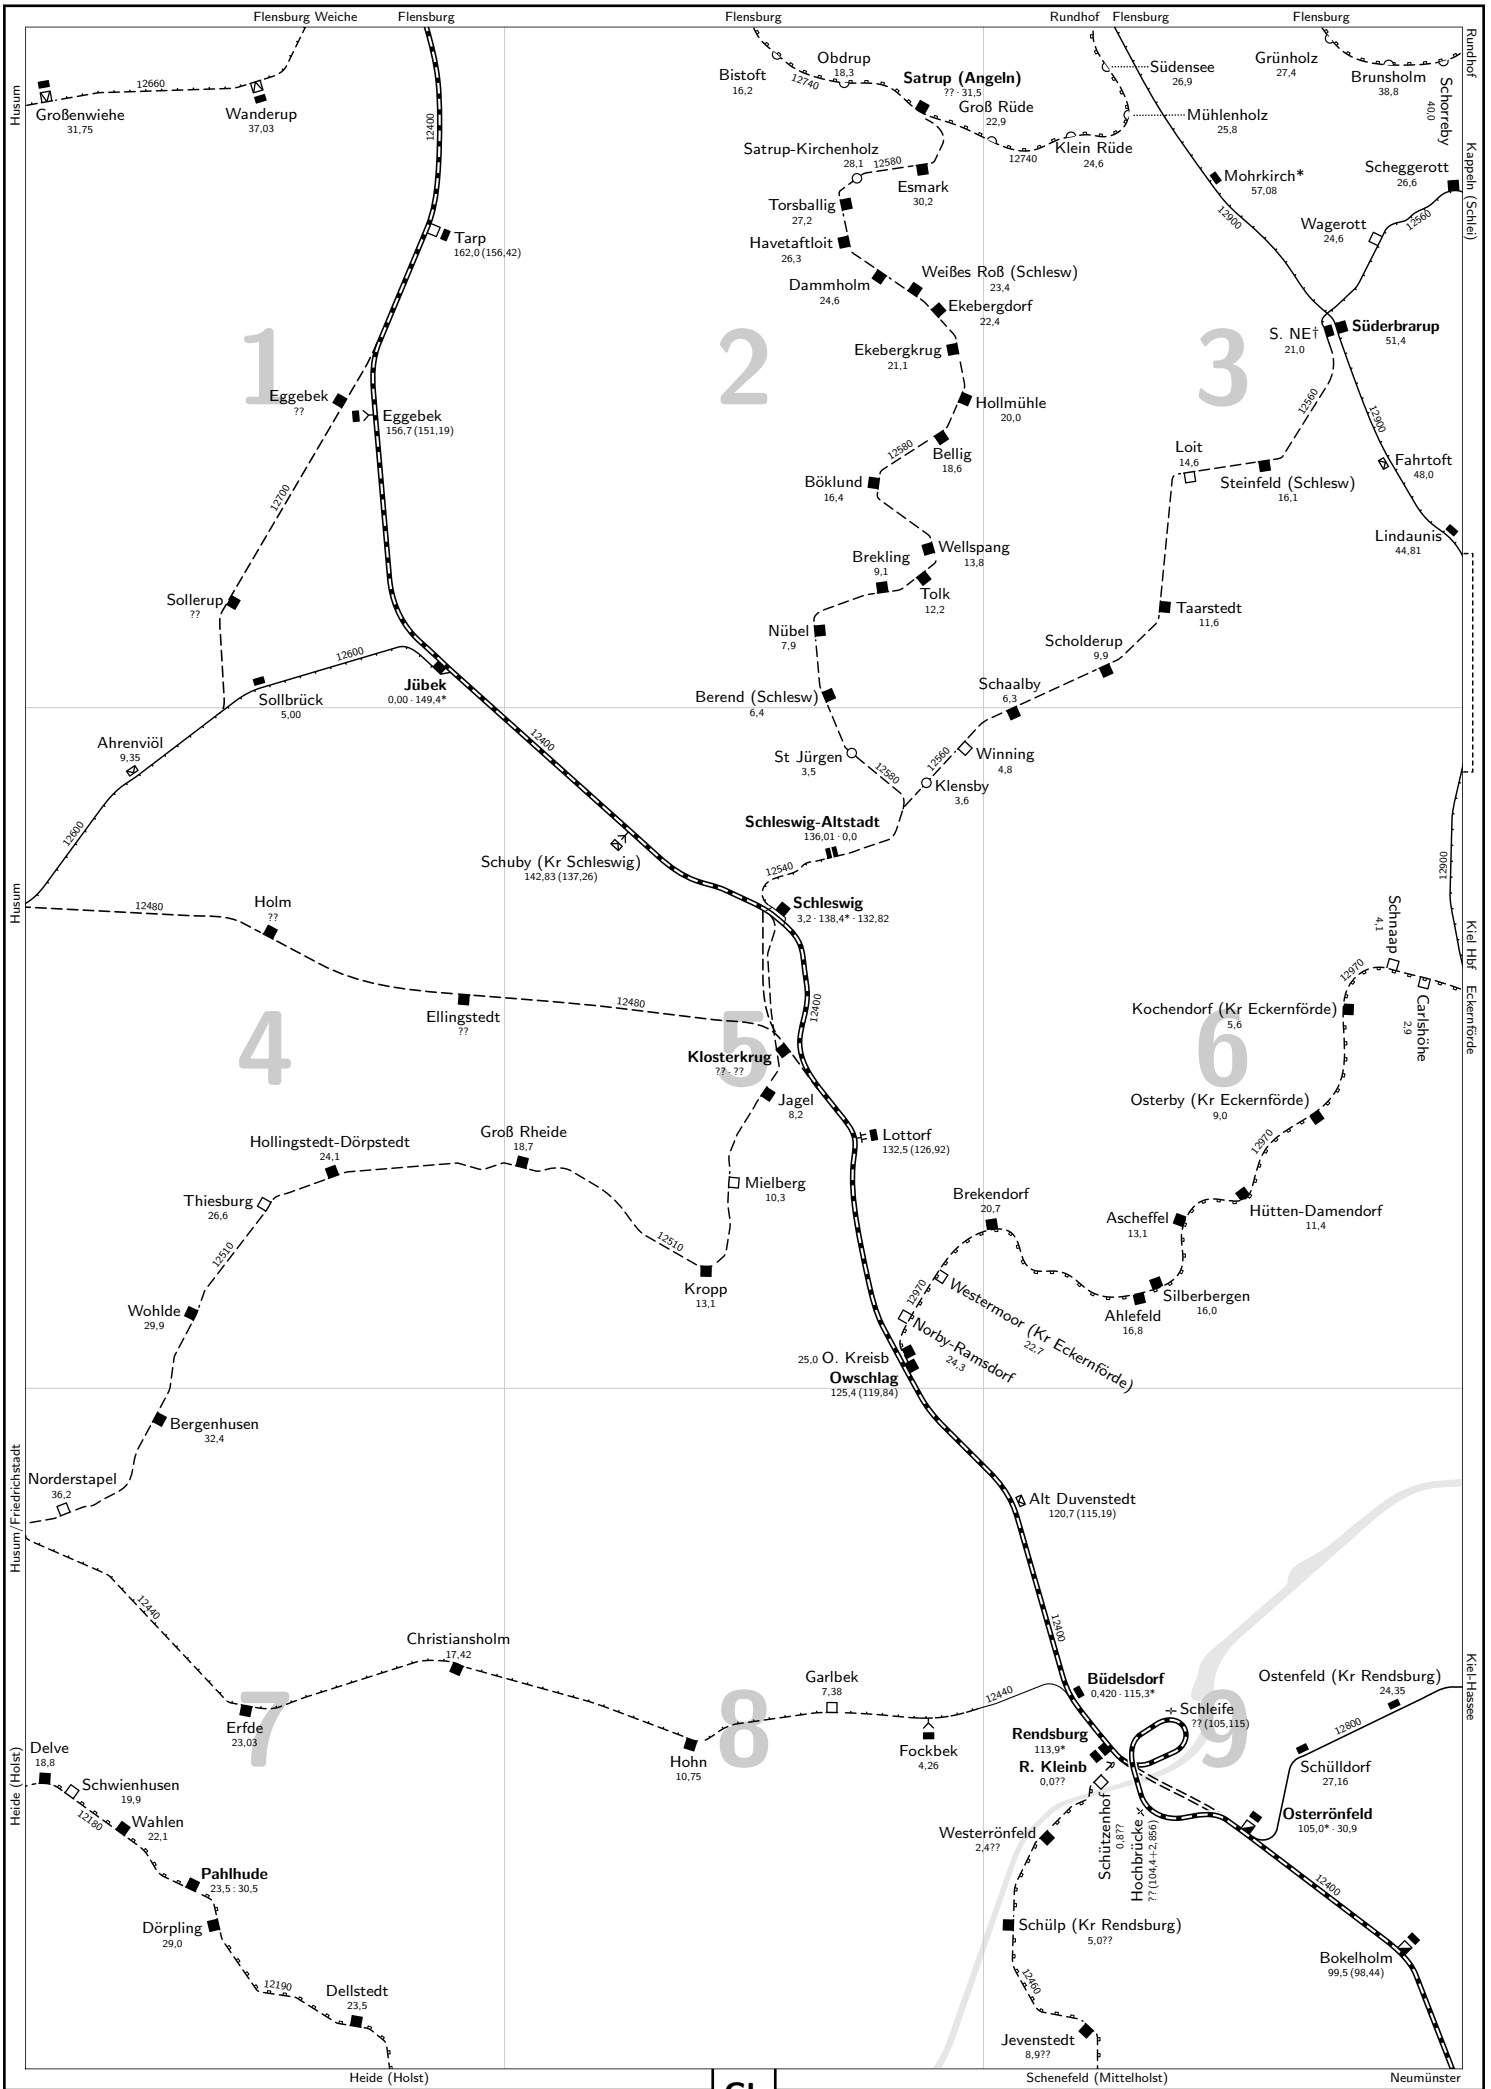 Flensburg Weiche
Flensburg
Flensburg
Rundhof
Flensburg
Flensburg
Husum
Großenwiehe
31,75
12660
Wanderup
37,03
12400
Bistoft
16,2
12740
Obdrup
18,3
Satrup (Angeln)
?? · 31,5
Groß Rüde
22,9
12740
Klein Rüde
24,6
Südensee
26,9
Mühlenholz
25,8
Grünholz
27,4
Brunsholm
38,8
Schorreby
40,0
Rundhof
Kappeln (Schlei)
Satrup-Kirchenholz
28,1
12580
Esmark
30,2
Torsballig
27,2
Havetaftloit
26,3
Mohrkirch*
57,08
12900
Scheggerott
26,6
Wagerott
24,6
12560
Tarp
162,0 (156,42)
Dammholm
24,6
Weißes Roß (Schlesw)
23,4
Ekebergdorf
22,4
Ekebergkrug
21,1
1
2
3
S. NE†
21,0
Süderbrarup
51,4
Eggebek
??
Eggebek
156,7 (151,19)
Hollmühle
20,0
12560
12900
Bellig
18,6
12580
Böklund
16,4
Loit
14,6
Steinfeld (Schlesw)
16,1
Fahrtoft
48,0
12700
Lindaunis
44,81
Wellspang
13,8
Brekling
9,1
Tolk
12,2
Sollerup
??
Nübel
7,9
Taarstedt
11,6
Scholderup
9,9
12600
Jübek
0,00 · 149,4*
Sollbrück
5,00
Berend (Schlesw)
6,4
Schaalby
6,3
Ahrenviöl
9,35
12400
St Jürgen
3,5
12580
12560
Winning
4,8
Klensby
3,6
12600
Schleswig-Altstadt
136,01 · 0,0
Schuby (Kr Schleswig)
142,83 (137,26)
12540
12900
Husum
12480
Holm
??
Schleswig
3,2 · 138,4* · 132,82
Schnaap
4,1
Kiel Hbf
12970
Carlshöhe
2,9
Eckernförde
Ellingstedt
??
12480
12400
Kochendorf (Kr Eckernförde)
5,6
4
5
6
Klosterkrug
?? · ??
Jagel
8,2
Osterby (Kr Eckernförde)
9,0
12970
Hollingstedt-Dörpstedt
24,1
Groß Rheide
18,7
Lottorf
132,5 (126,92)
Thiesburg
26,6
Mielberg
10,3
Brekendorf
20,7
Ascheffel
13,1
Hütten-Damendorf
11,4
12510
12510
Kropp
13,1
12970
Westermoor (Kr Eckernförde)
22,7
Silberbergen
16,0
Ahlefeld
16,8
Wohlde
29,9
Norby-Ramsdorf
24,3
25,0 O. Kreisb
Owschlag
125,4 (119,84)
Bergenhusen
32,4
Norderstapel
36,2
Husum/Friedrichstadt
Alt Duvenstedt
120,7 (115,19)
12440
Christiansholm
17,42
12400
Garlbek
7,38
12440
Büdelsdorf
0,420 · 115,3*
Ostenfeld (Kr Rendsburg)
24,35
Kiel-Hassee
7
8
9
Erfde
23,03
Schleife
?? (105,115)
12800
Hohn
10,75
Fockbek
4,26
Rendsburg
113,9*
R. Kleinb
0,0??
Schülldorf
27,16
Heide (Holst)
Delve
18,8
Schwienhusen
19,9
12180
Wahlen
22,1
Schützenhof
0,8??
Hochbrücke
?? (104,4+2,856)
Osterrönfeld
105,0* · 30,9
Westerrönfeld
2,4??
Pahlhude
23,5 : 30,5
12400
Dörpling
29,0
Schülp (Kr Rendsburg)
5,0??
Bokelholm
99,5 (98,44)
12190
Dellstedt
23,5
12460
Jevenstedt
8,9??
Heide (Holst)
Schenefeld (Mittelholst)
Neumünster